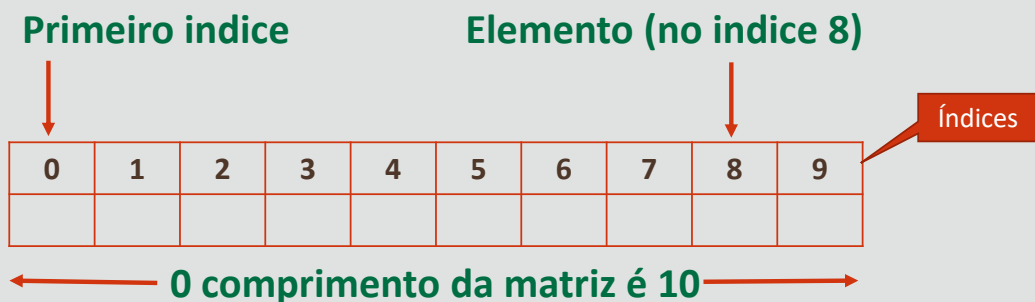 Primeiro indice
Elemento (no indice 8)
Índices
0 1 2 3 4 5 6 7 8 9
0 comprimento da matriz é 10